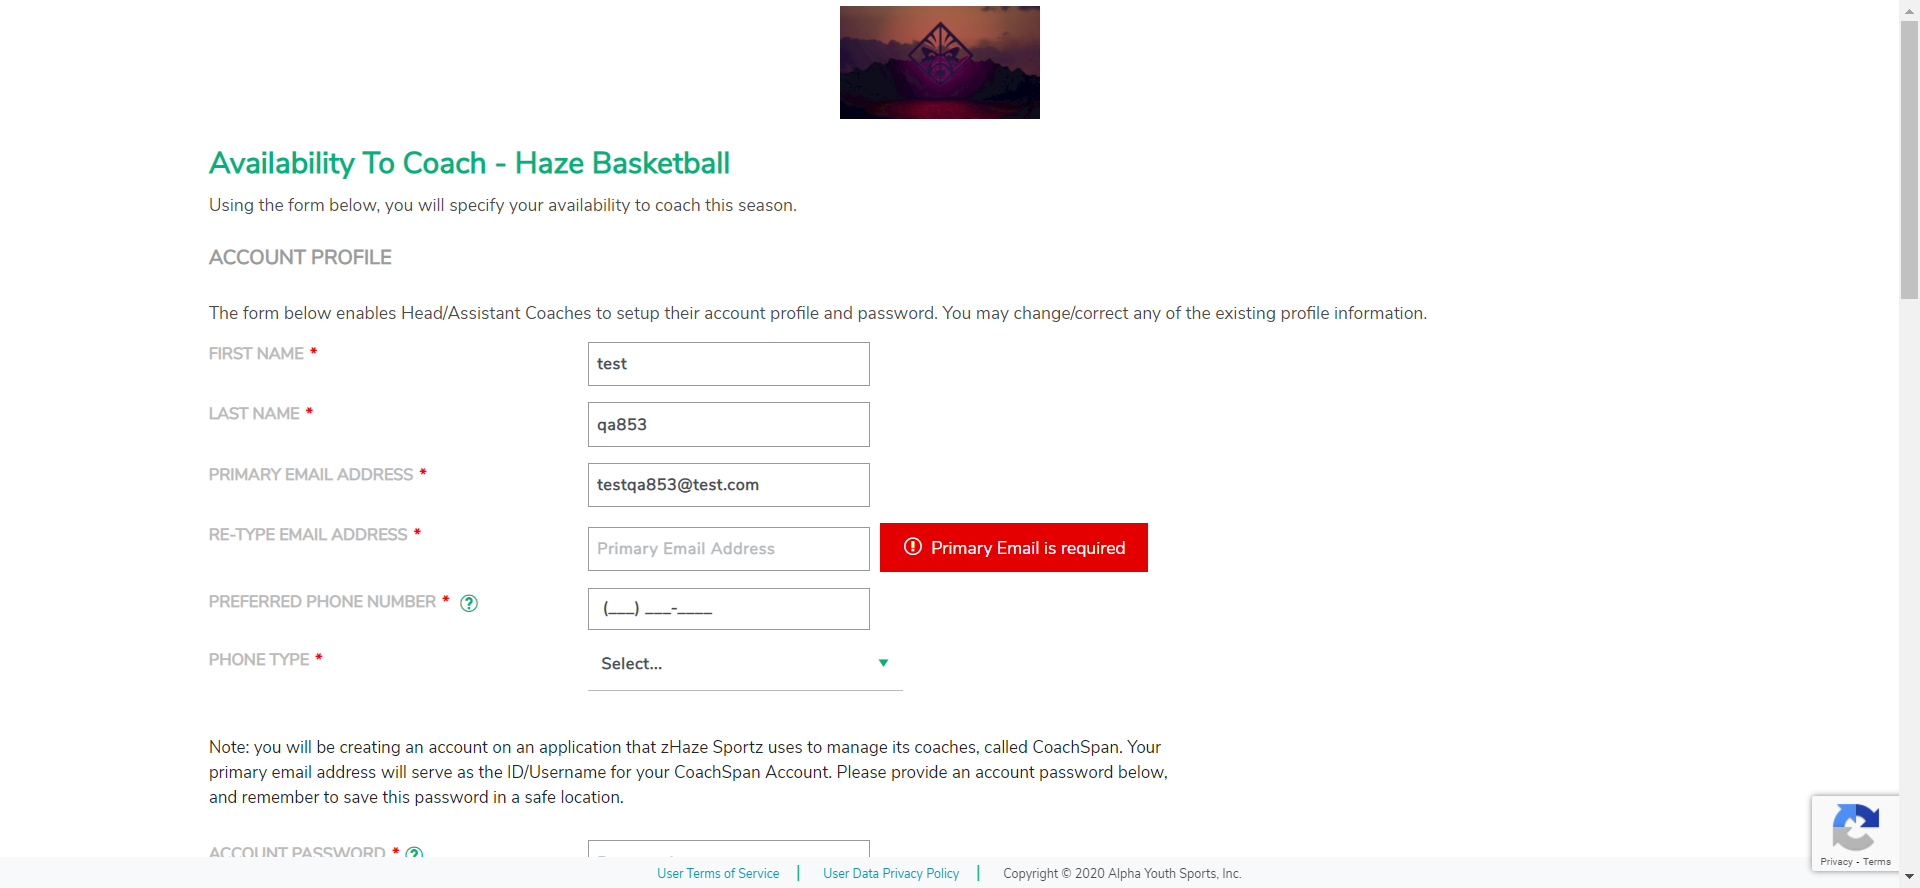 Availability To Coach - Haze Basketball
Using the form below, you will specify your availability to coach this season.
ACCOUNT PROFILE
The form below enables Head/Assistant Coaches to setup their account profile and password. You may change/correct any of the existing profile information.
FIRST NAME *
test
LAST NAME *
qa853
PRIMARY EMAIL ADDRESS *
testqa853@test.com
RE-TYPE EMAIL ADDRESS *
Primary Email Address
Primary Email is required
PREFERRED PHONE NUMBER * ?
(___) ___-____
PHONE TYPE *
Select...
Note: you will be creating an account on an application that zHaze Sportz uses to manage its coaches, called CoachSpan. Your
primary email address will serve as the ID/Username for your CoachSpan Account. Please provide an account password below,
and remember to save this password in a safe location.
ACCOUNT PASSWORD * ?
Privacy - Terms
User Terms of Service | User Data Privacy Policy | Copyright © 2020 Alpha Youth Sports, Inc.